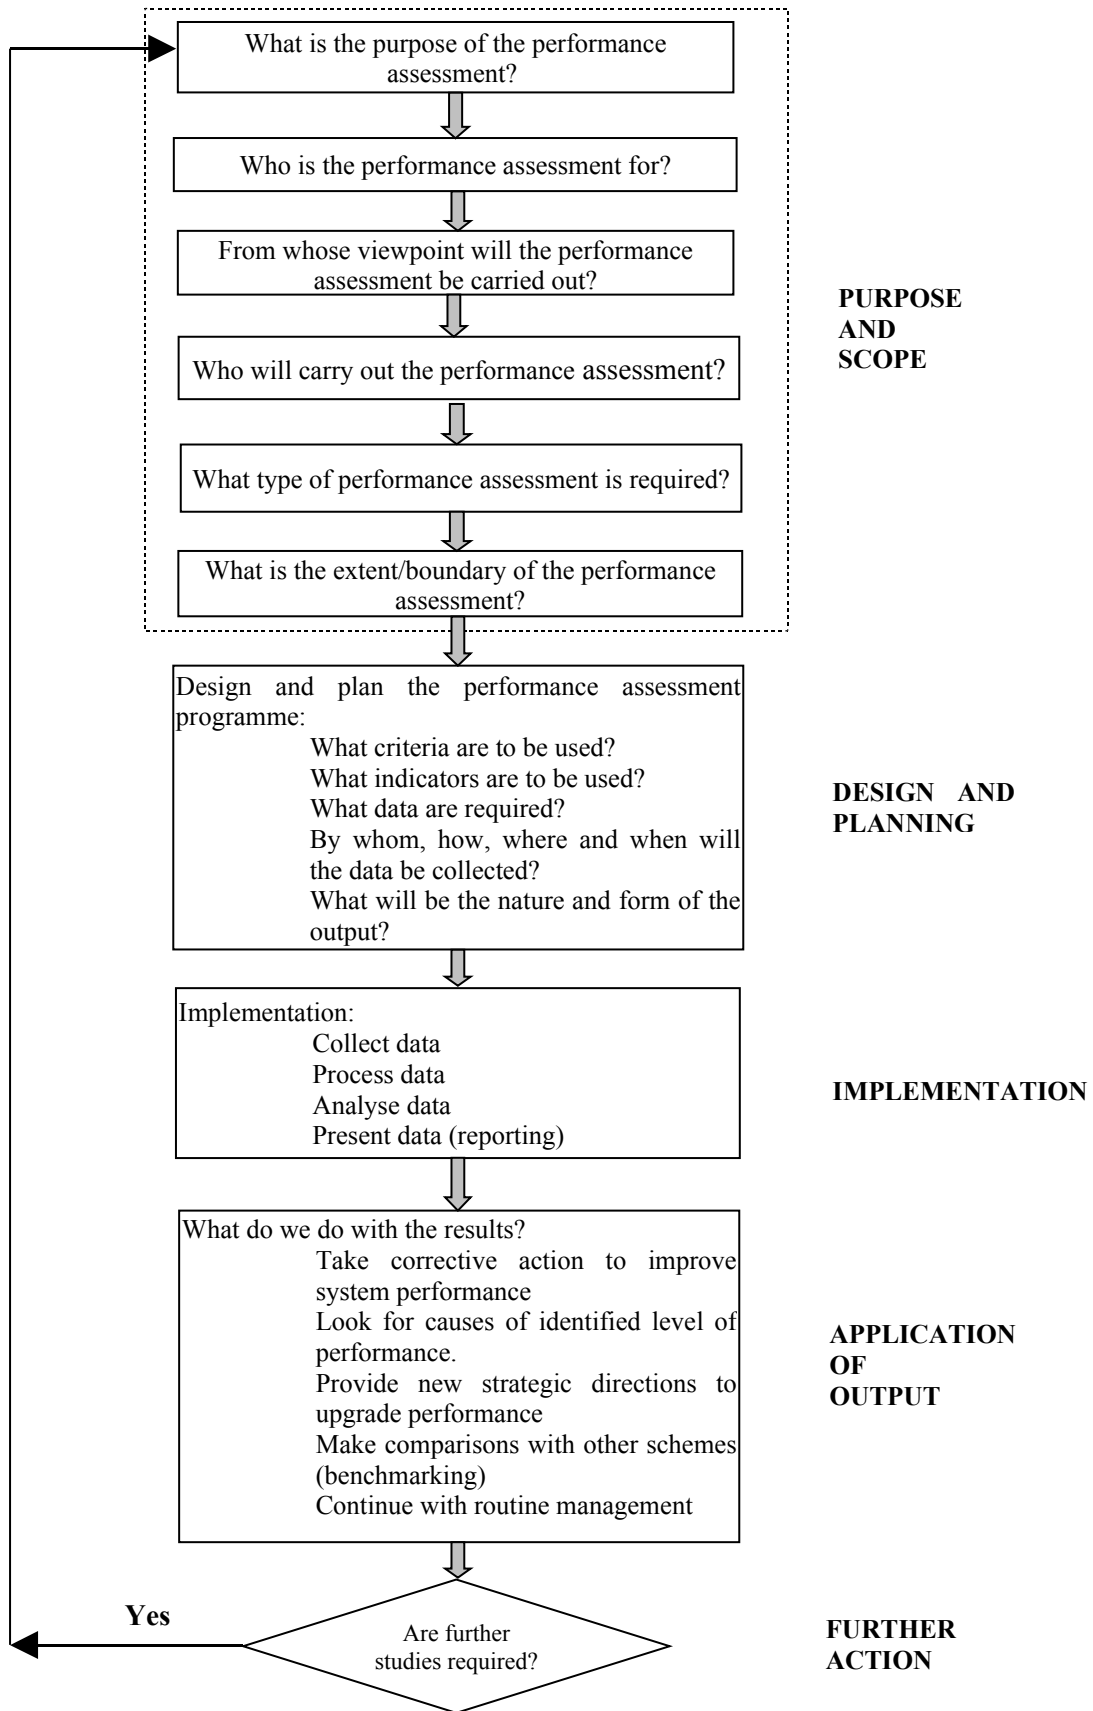 What is the purpose of the performance
assessment?
Who is the performance assessment for?
From whose viewpoint will the performance
assessment be carried out?
PURPOSE
AND
SCOPE
Who will carry out the performance assessment?
What type of performance assessment is required?
What is the extent/boundary of the performance
assessment?
Design and plan the performance assessment
programme:
What criteria are to be used?
What indicators are to be used?
What data are required?
By whom, how, where and when will
the data be collected?
What will be the nature and form of the
output?
DESIGN AND
PLANNING
Implementation:
Collect data
Process data
Analyse data
Present data (reporting)
IMPLEMENTATION
What do we do with the results?
Take corrective action to improve
system performance
Look for causes of identified level of
performance.
Provide new strategic directions to
upgrade performance
Make comparisons with other schemes
(benchmarking)
Continue with routine management
APPLICATION
OF
OUTPUT
Yes
Are further
studies required?
FURTHER
ACTION